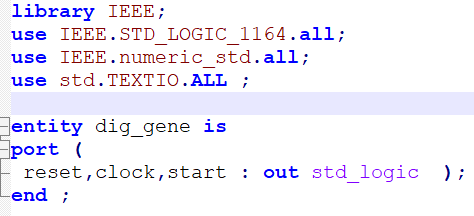 library IEEE;
use IEEE.STD_LOGIC_1164.all;
use IEEE.numeric_std.all;
use std.TEXTIO.ALL ;
entity dig_gene is
port (
reset,clock,start : out std_logic  );
end ;